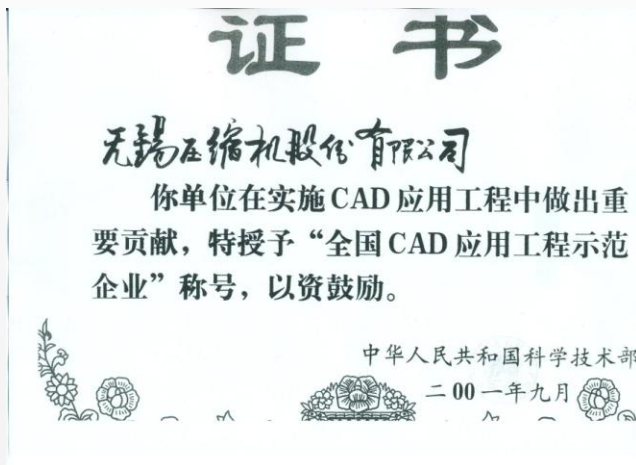 证书
无锡压缩机股份有限公司
你单位在实施CAD应用工程中做出重
要贡献，特授予“全国CAD应用工程示范
企业”称号，以资鼓励。
中华人民共和国科学技术部
二00一年九月